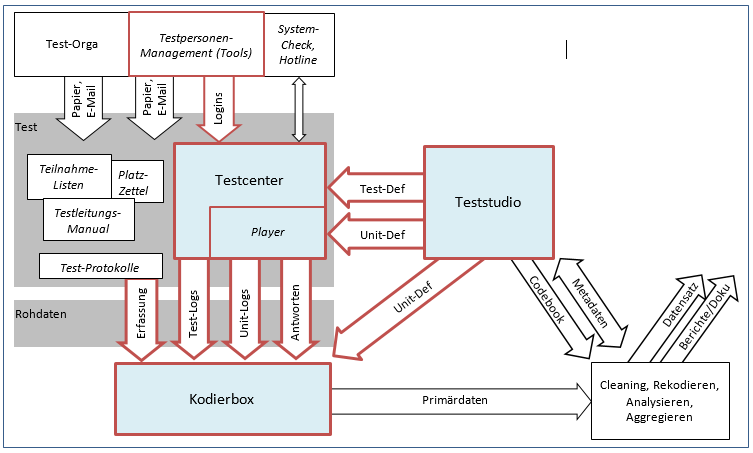 Test-Orga
Testpersonen-
Management (Tools)
System-
Check,
Hotline
Papier,
E-Mail
Papier,
E-Mail
Logins
Test
Teilnahme-
Listen
Platz-
Zettel
Testleitungs-
Manual
Test-Protokolle
Testcenter
Player
Test-Def
Unit-Def
Teststudio
Unit-Def
Codebook
Metadaten
Datensatz
Berichte/Doku
Rohdaten
Erfassung
Test-Logs
Unit-Logs
Antworten
Kodierbox
Primärdaten
Cleaning, Rekodieren,
Analysieren,
Aggregieren